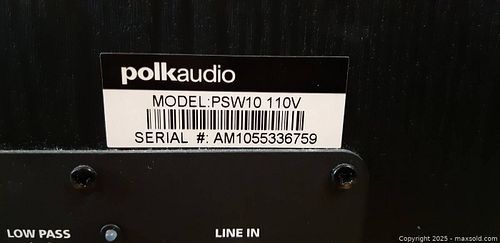 polkaudio
MODEL:PSW10 110V
SERIAL #: AM1055336759
LOW PASS
LINE IN
Copyright 2025 - maxsold.com